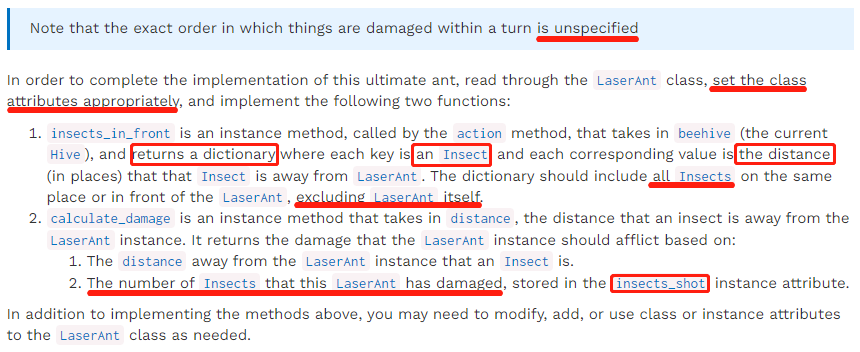 Note that the exact order in which things are damaged within a turn is unspecified
In order to complete the implementation of this ultimate ant, read through the LaserAnt class, set the class
attributes appropriately, and implement the following two functions:
1. insects_in_front is an instance method, called by the action method, that takes in beehive (the current
Hive ), and returns a dictionary where each key is an Insect and each corresponding value is the distance
(in places) that that Insect is away from LaserAnt . The dictionary should include all Insects on the same
place or in front of the LaserAnt , excluding LaserAnt itself.
2. calculate_damage is an instance method that takes in distance , the distance that an insect is away from the
LaserAnt instance. It returns the damage that the LaserAnt instance should afflict based on:
1. The distance away from the LaserAnt instance that an Insect is.
2. The number of Insects that this LaserAnt has damaged, stored in the insects_shot instance attribute.
In addition to implementing the methods above, you may need to modify, add, or use class or instance attributes
to the LaserAnt class as needed.